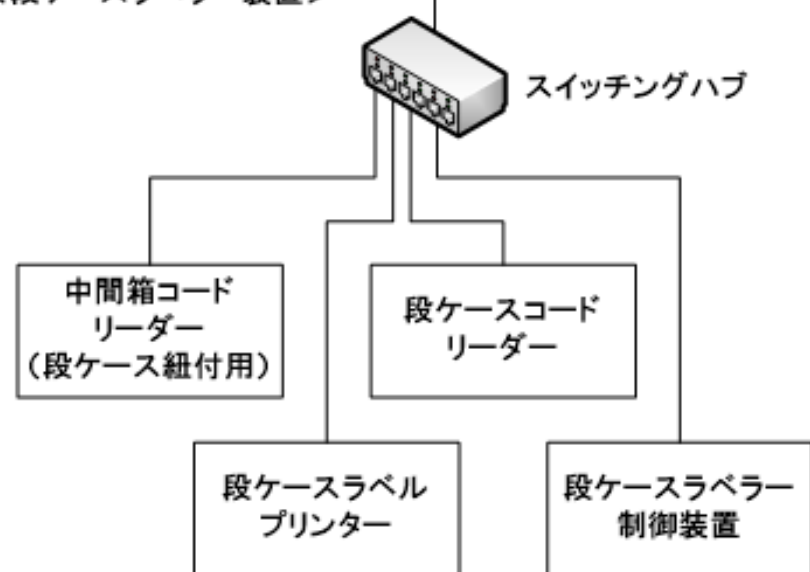 スイッチングハブ
中間箱コード
リーダー
（段ケース紐付用）
段ケースコード
リーダー
段ケースラベル
プリンター
段ケースラベラー
制御装置